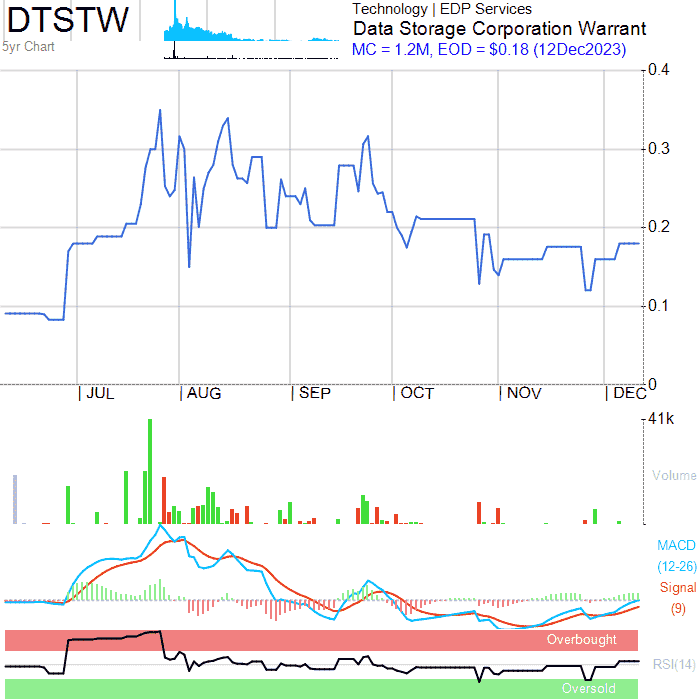 DTSTW
5yr Chart
Technology | EDP Services
Data Storage Corporation Warrant
MC = 1.2M, EOD = $0.18 (12Dec2023)
0.4
0.3
0.2
0.1
0
JUL
AUG
SEP
OCT
NOV
DEC
41k
Volume
MACD
(12-26)
Signal
(9)
Overbought
RSI(14)
Oversold